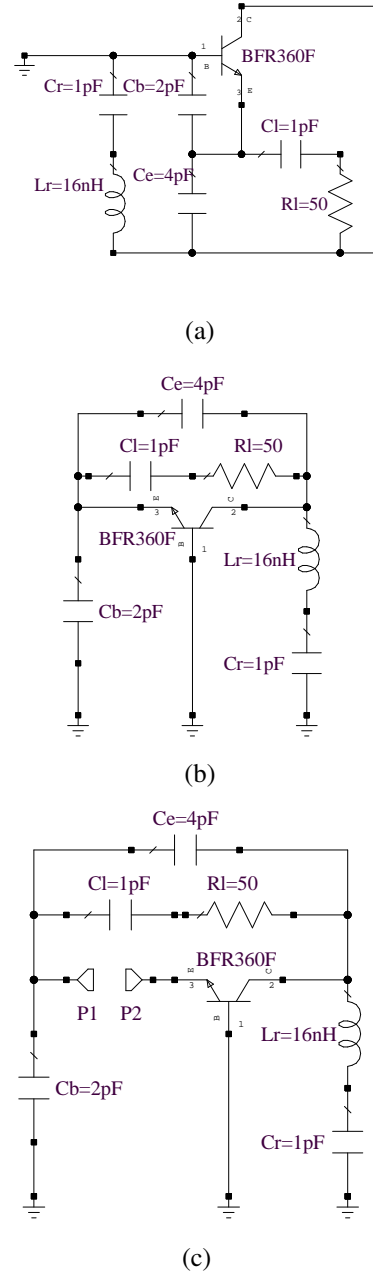 2 C
1
B
BFR360F
3 E
Cr=1pF Cb=2pF
Cl=1pF
Lr=16nH
Ce=4pF
Rl=50
(a)
Ce=4pF
Cl=1pF Rl=50
E C
3 2
BFR360F
B 1
Lr=16nH
Cb=2pF
Cr=1pF
(b)
Ce=4pF
Cl=1pF Rl=50
BFR360F
E C
3 2
P1 P2
B 1
Lr=16nH
Cb=2pF
Cr=1pF
(c)